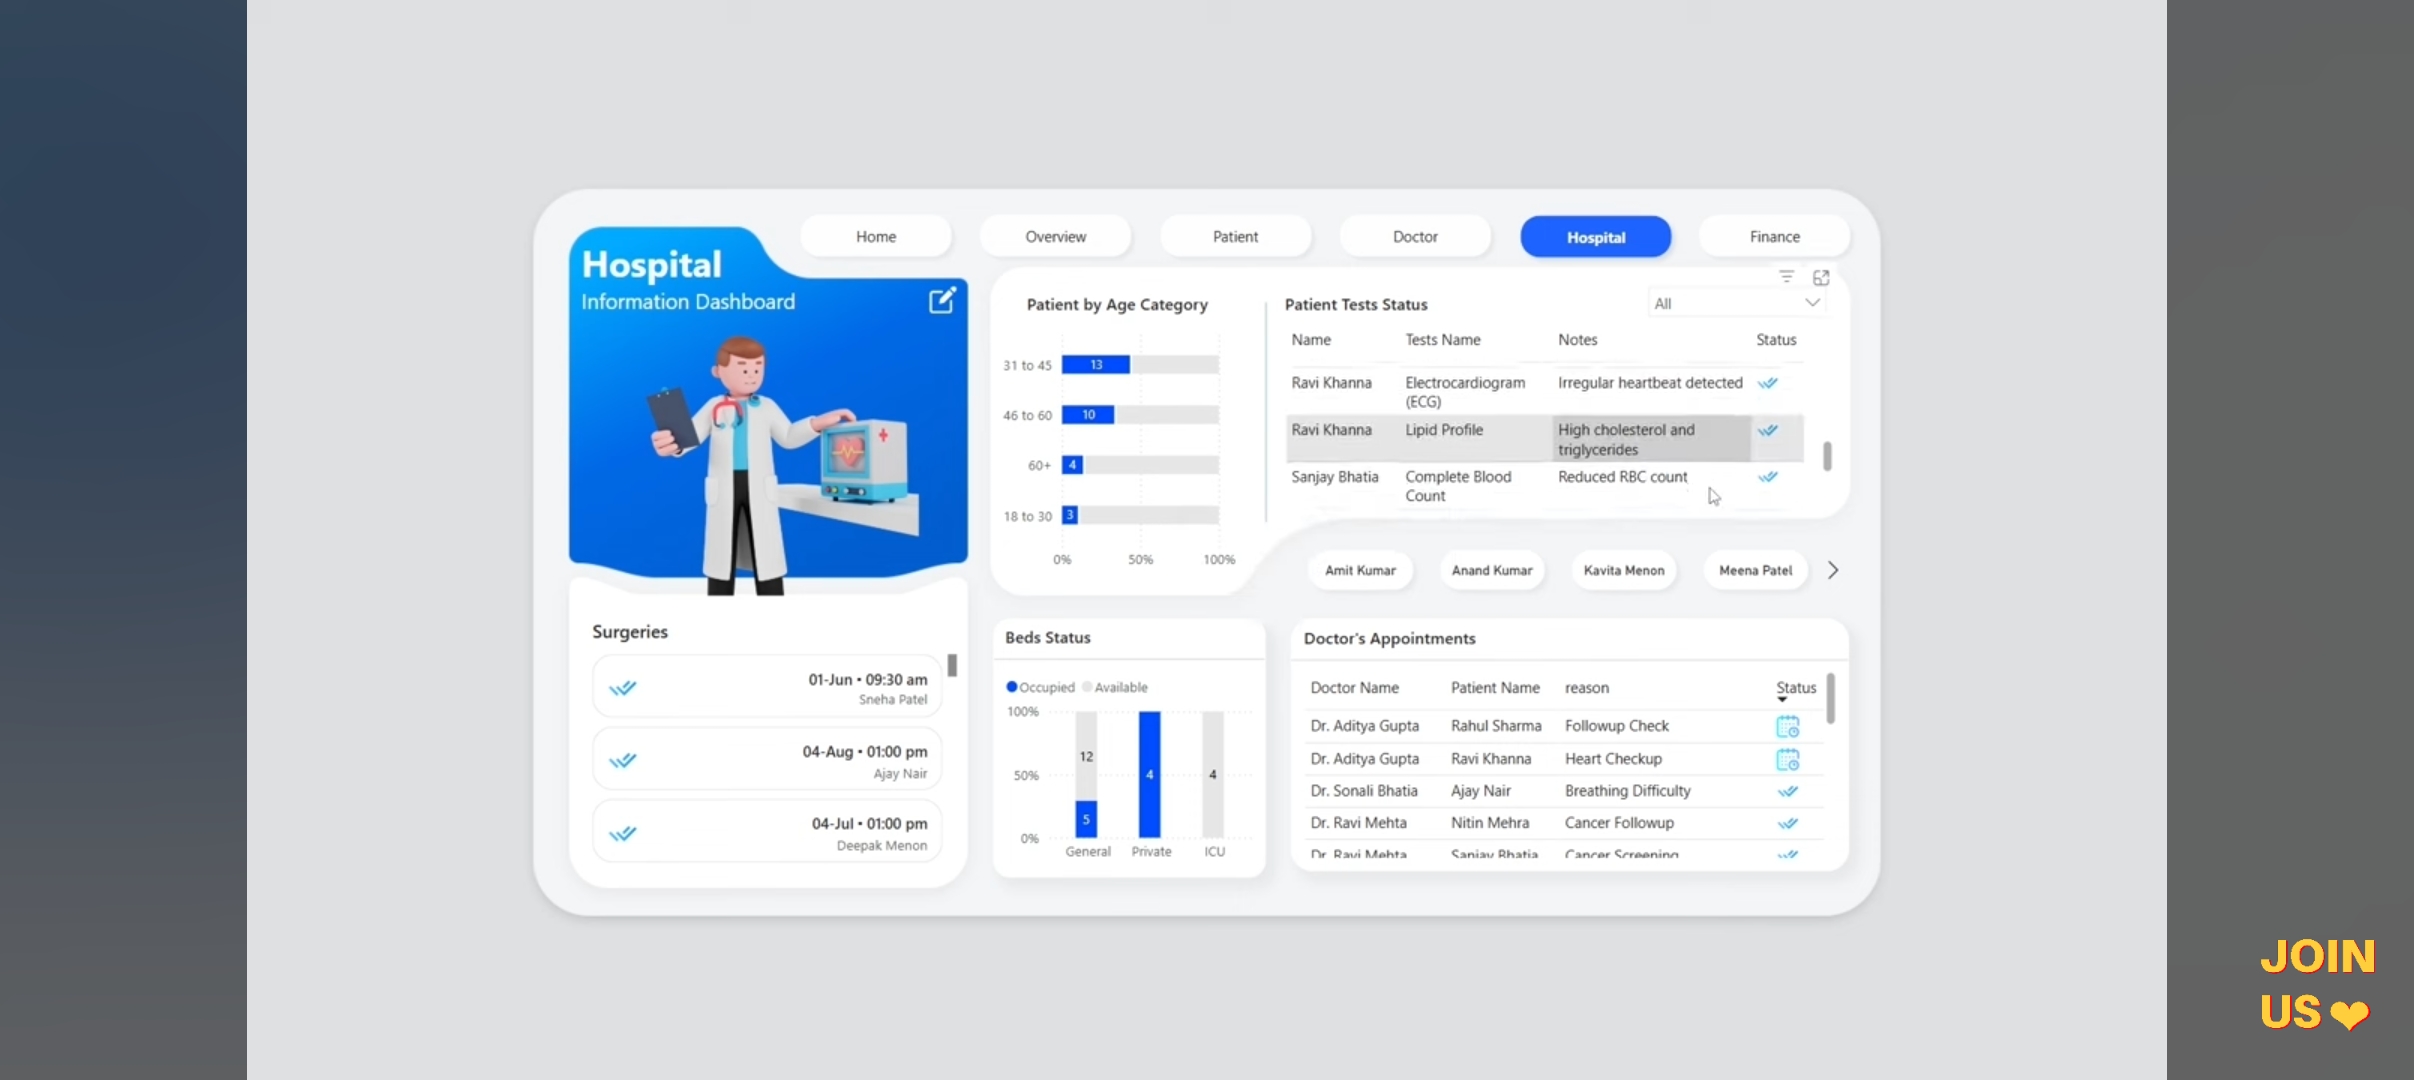 Home
Overview
Patient
Doctor
Hospital
Finance
Hospital
Information Dashboard
Patient by Age Category
31 to 45
13
46 to 60
10
60+
4
18 to 30
3
0%
50%
100%
Patient Tests Status
All
Name Tests Name Notes Status
Ravi Khanna Electrocardiogram (ECG) Irregular heartbeat detected
Ravi Khanna Lipid Profile High cholesterol and triglycerides
Sanjay Bhatia Complete Blood Count Reduced RBC count
Amit Kumar
Anand Kumar
Kavita Menon
Meena Patel
Surgeries
01-Jun • 09:30 am
Sneha Patel
04-Aug • 01:00 pm
Ajay Nair
04-Jul • 01:00 pm
Deepak Menon
Beds Status
Occupied Available
100%
50%
0%
12
5
4
4
General Private ICU
Doctor's Appointments
Doctor Name Patient Name reason Status
Dr. Aditya Gupta Rahul Sharma Followup Check
Dr. Aditya Gupta Ravi Khanna Heart Checkup
Dr. Sonali Bhatia Ajay Nair Breathing Difficulty
Dr. Ravi Mehta Nitin Mehra Cancer Followup
Dr. Ravi Mehta Sanjay Bhatia Cancer Screening
JOIN
US❤